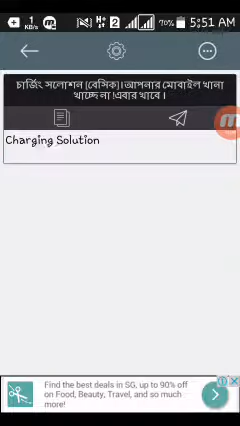 1
KB/s
2
70%
5:51 AM
চার্জিং সলোশন [বেসিক]।আপনার মোবাইল খানা
খাচ্ছে না !এবার খাবে ।
Charging Solution
Find the best deals in SG, up to 90% off
on Food, Beauty, Travel, and so much
more!